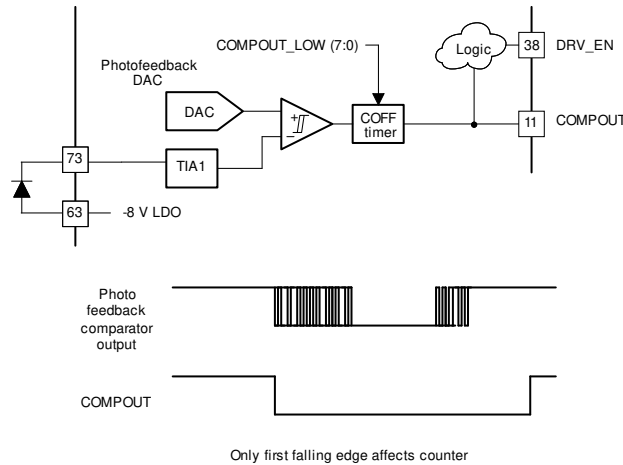 COMPOUT_LOW (7:0)
Logic
38
DRV_EN
Photofeedback
DAC
DAC
+
−
COFF
timer
11
COMPOUT
73
TIA1
63
-8 V LDO
Photo
feedback
comparator
output
COMPOUT
Only first falling edge affects counter